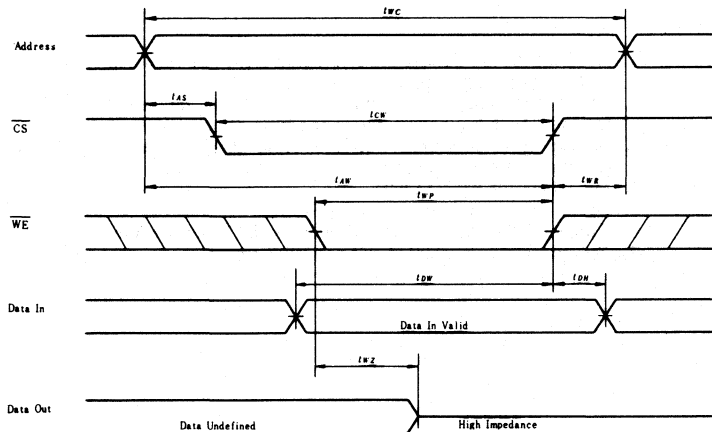 tWC
Address
tAS
tCW
CS
tAW
tWR
tWP
WE
tDW
tDH
Data In
Data In Valid
tWZ
Data Out
Data Undefined
High Impedance